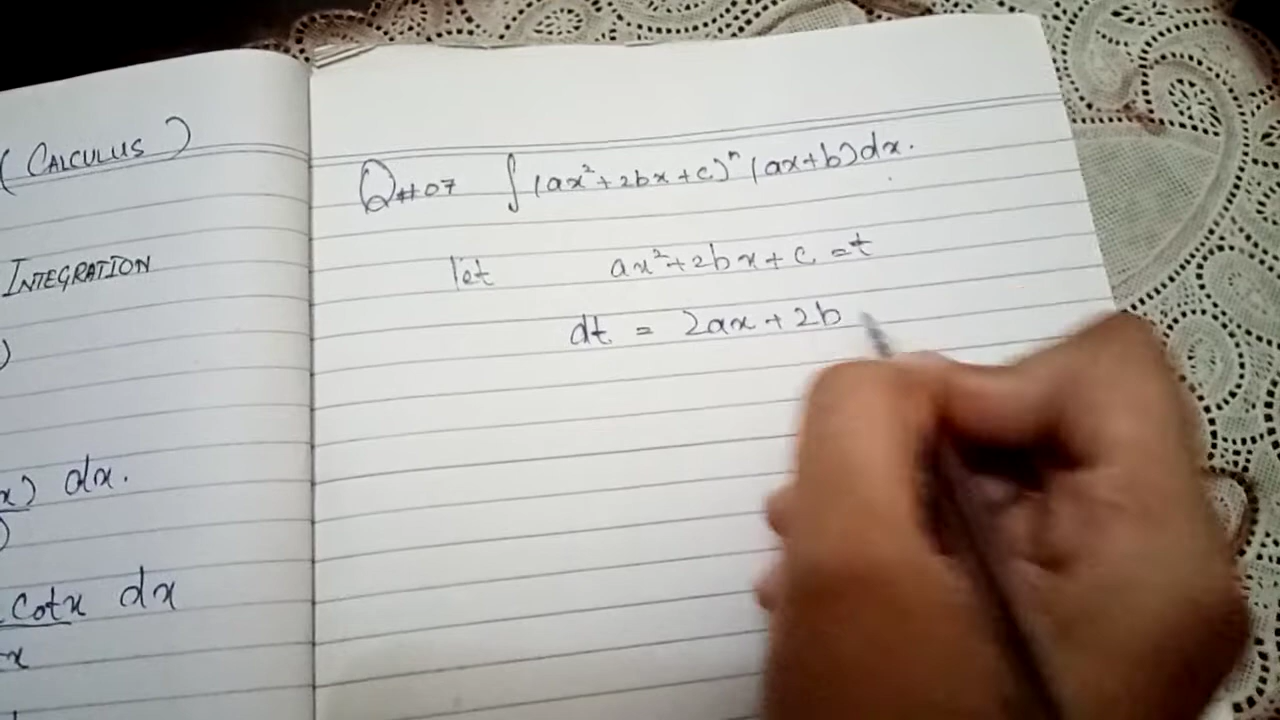 (CALCULUS)
INTEGRATION
)
x) dx.
)
cotx dx
x
Q#07 ∫(ax²+2bx+c)ⁿ (ax+b)dx.
let ax²+2bx+c=t
dt = 2ax+2b